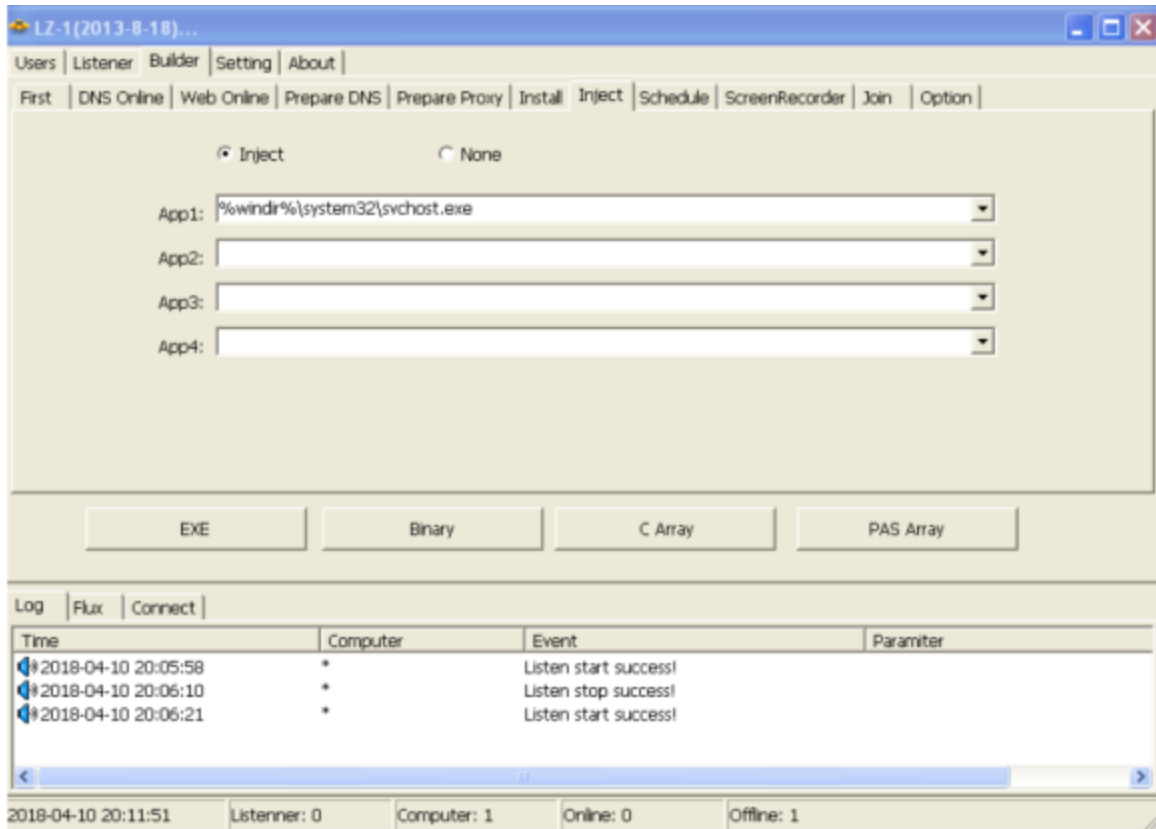 LZ-1(2013-8-18)...
Users Listener Builder Setting About
First DNS Online Web Online Prepare DNS Prepare Proxy Install Inject Schedule ScreenRecorder Join Option
Inject None
App1: %windir%\system32\svchost.exe
App2:
App3:
App4:
EXE Binary C Array PAS Array
Log Flux Connect
Time Computer Event Paramiter
2018-04-10 20:05:58 * Listen start success!
2018-04-10 20:06:10 * Listen stop success!
2018-04-10 20:06:21 * Listen start success!
2018-04-10 20:11:51 Listenner: 0 Computer: 1 Online: 0 Offline: 1